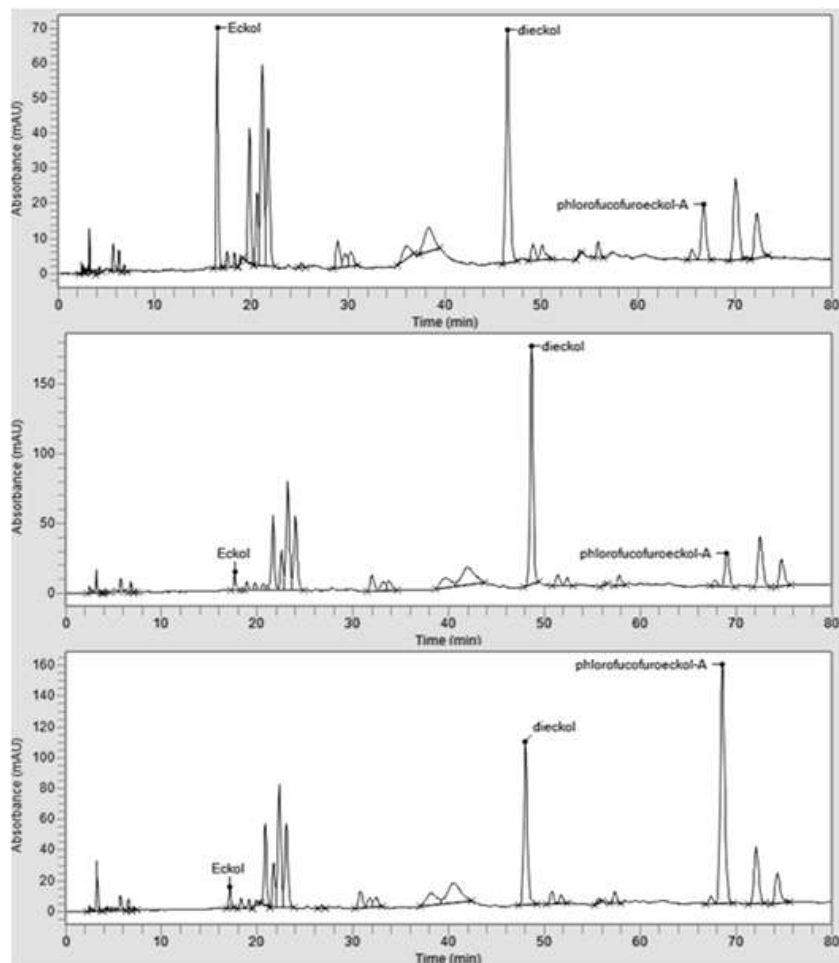 Eckol
dieckol
phlorofucofuroeckol-A
Absorbance (mAU)
70
60
50
40
30
20
10
0
0 10 20 30 40 50 60 70 80
Time (min)
dieckol
Eckol
phlorofucofuroeckol-A
Absorbance (mAU)
150
100
50
0
0 10 20 30 40 50 60 70 80
Time (min)
phlorofucofuroeckol-A
dieckol
Eckol
Absorbance (mAU)
160
140
120
100
80
60
40
20
0
0 10 20 30 40 50 60 70 80
Time (min)